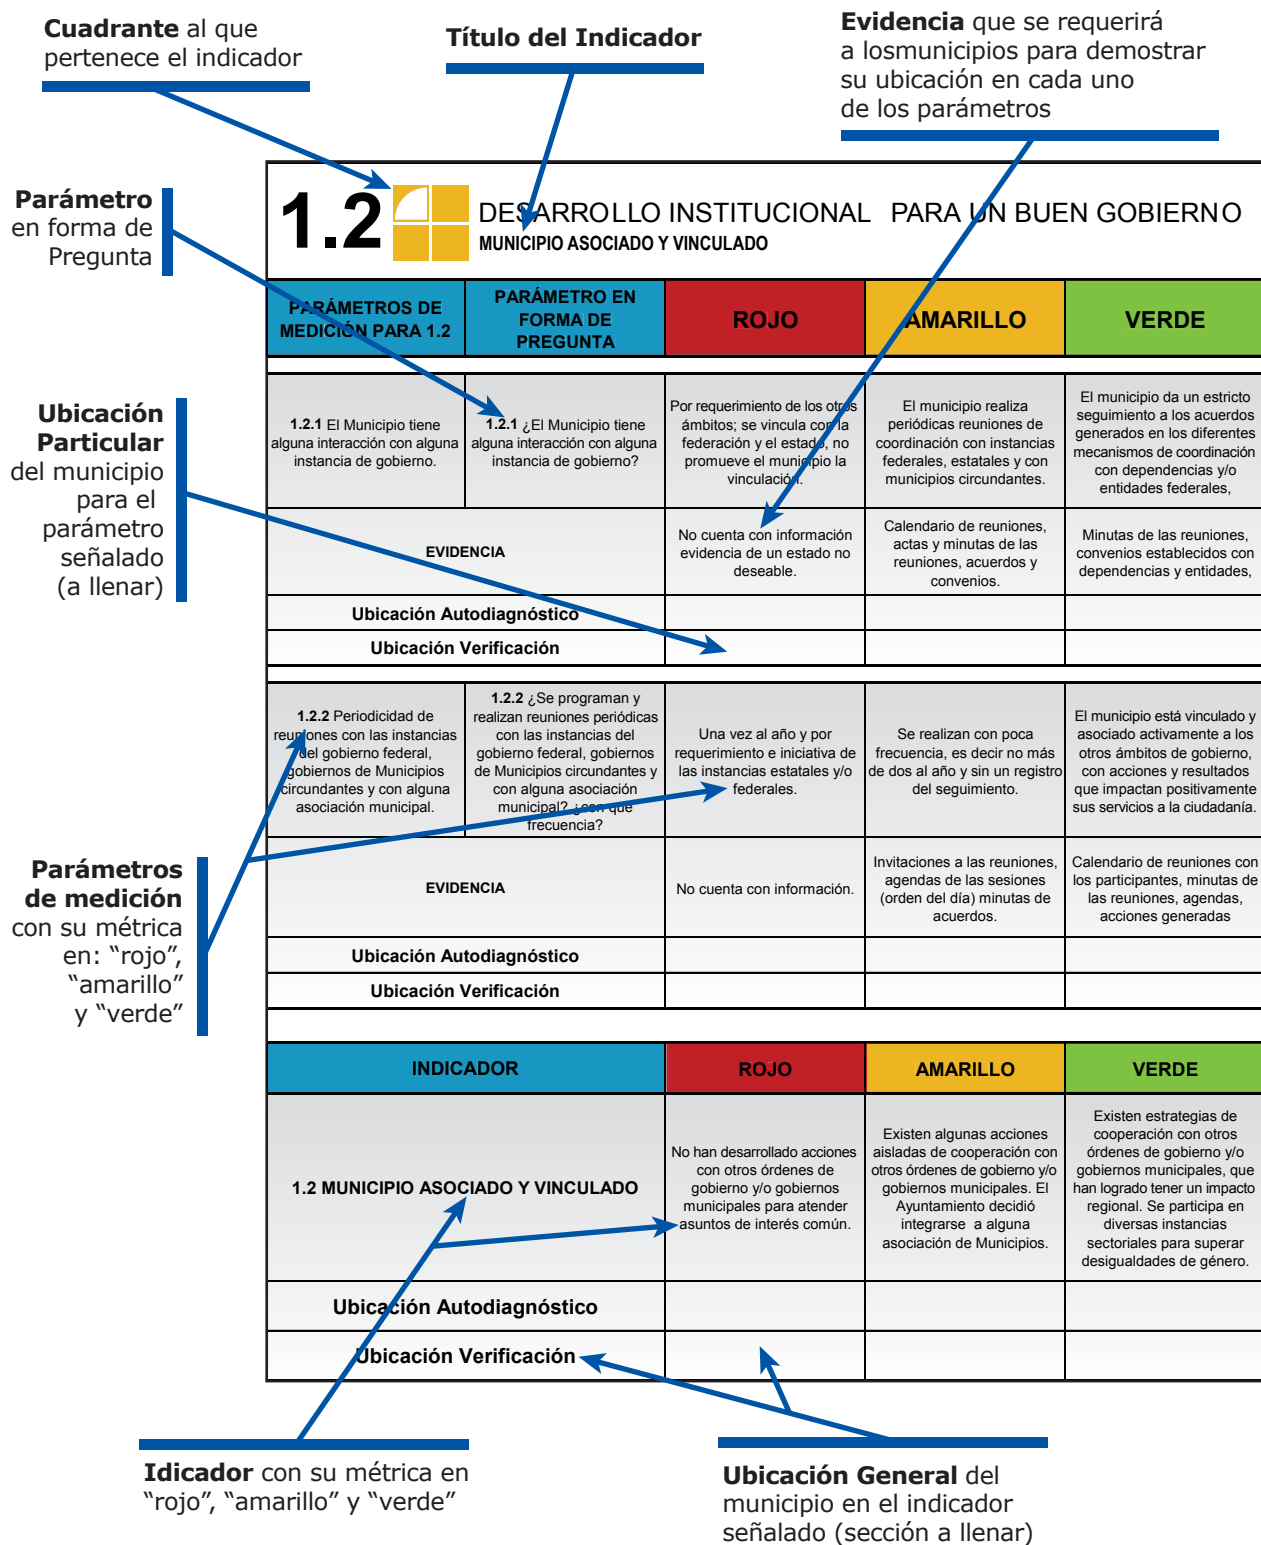 Cuadrante al que
pertenece el indicador
Título del Indicador
Evidencia que se requerirá
a losmunicipios para demostrar
su ubicación en cada uno
de los parámetros
Parámetro
en forma de
Pregunta
1.2
DESARROLLO INSTITUCIONAL PARA UN BUEN GOBIERNO
MUNICIPIO ASOCIADO Y VINCULADO
PARÁMETROS DE
MEDICIÓN PARA 1.2
PARÁMETRO EN
FORMA DE
PREGUNTA
ROJO
AMARILLO
VERDE
Ubicación
Particular
del municipio
para el
parámetro
señalado
(a llenar)
1.2.1 El Municipio tiene
alguna interacción con alguna
instancia de gobierno.
1.2.1 ¿El Municipio tiene
alguna interacción con alguna
instancia de gobierno?
Por requerimiento de los otros
ámbitos; se vincula con la
federación y el estado, no
promueve el municipio la
vinculación.
El municipio realiza
periódicas reuniones de
coordinación con instancias
federales, estatales y con
municipios circundantes.
El municipio da un estricto
seguimiento a los acuerdos
generados en los diferentes
mecanismos de coordinación
con dependencias y/o
entidades federales,
EVIDENCIA
No cuenta con información
evidencia de un estado no
deseable.
Calendario de reuniones,
actas y minutas de las
reuniones, acuerdos y
convenios.
Minutas de las reuniones,
convenios establecidos con
dependencias y entidades,
Ubicación Autodiagnóstico
Ubicación Verificación
1.2.2 Periodicidad de
reuniones con las instancias
del gobierno federal,
gobiernos de Municipios
circundantes y con alguna
asociación municipal.
1.2.2 ¿Se programan y
realizan reuniones periódicas
con las instancias del
gobierno federal, gobiernos
de Municipios circundantes y
con alguna asociación
municipal? ¿con que
frecuencia?
Una vez al año y por
requerimiento e iniciativa de
las instancias estatales y/o
federales.
Se realizan con poca
frecuencia, es decir no más
de dos al año y sin un registro
del seguimiento.
El municipio está vinculado y
asociado activamente a los
otros ámbitos de gobierno,
con acciones y resultados
que impactan positivamente
sus servicios a la ciudadanía.
Parámetros
de medición
con su métrica
en: “rojo”,
“amarillo”
y “verde”
EVIDENCIA
No cuenta con información.
Invitaciones a las reuniones,
agendas de las sesiones
(orden del día) minutas de
acuerdos.
Calendario de reuniones con
los participantes, minutas de
las reuniones, agendas,
acciones generadas
Ubicación Autodiagnóstico
Ubicación Verificación
INDICADOR
ROJO
AMARILLO
VERDE
1.2 MUNICIPIO ASOCIADO Y VINCULADO
No han desarrollado acciones
con otros órdenes de
gobierno y/o gobiernos
municipales para atender
asuntos de interés común.
Existen algunas acciones
aisladas de cooperación con
otros órdenes de gobierno y/o
gobiernos municipales. El
Ayuntamiento decidió
integrarse a alguna
asociación de Municipios.
Existen estrategias de
cooperación con otros
órdenes de gobierno y/o
gobiernos municipales, que
han logrado tener un impacto
regional. Se participa en
diversas instancias
sectoriales para superar
desigualdades de género.
Ubicación Autodiagnóstico
Ubicación Verificación
Idicador con su métrica en
“rojo”, “amarillo” y “verde”
Ubicación General del
municipio en el indicador
señalado (sección a llenar)